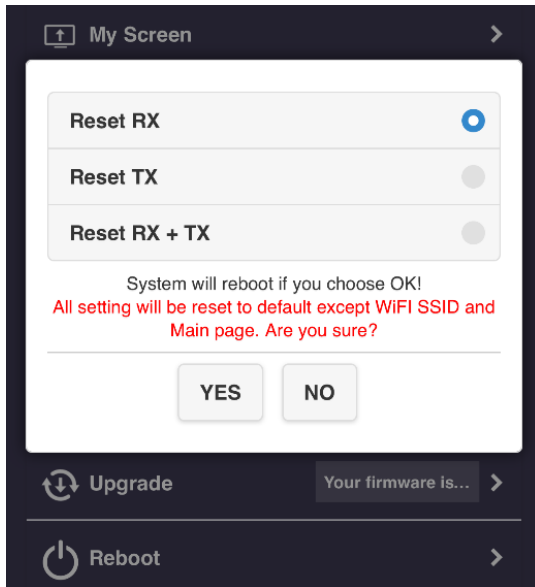 My Screen
Reset RX
Reset TX
Reset RX + TX
System will reboot if you choose OK!
All setting will be reset to default except WiFI SSID and
Main page. Are you sure?
YES NO
Upgrade Your firmware is...
Reboot